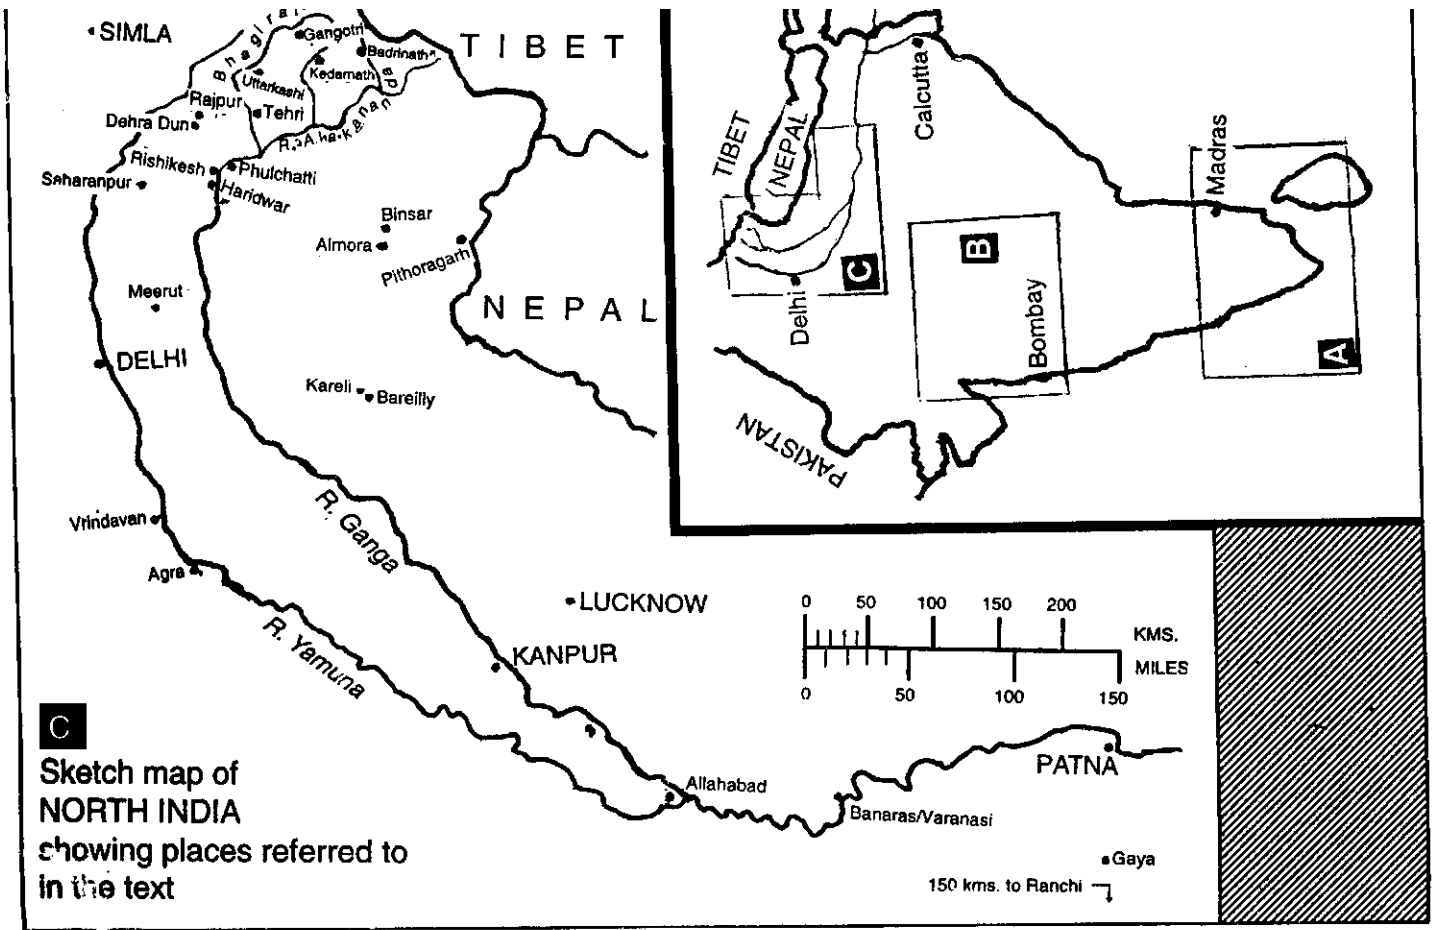 SIMLA
Gangotri
Badrinath
TIBET
Kedarnath
Uttarkashi
Rajpur
Tehri
Dehra Dun
Rishikesh
Phulchatti
Saharanpur
Haridwar
Binsar
Almora
Pithoragarh
Meerut
NEPAL
DELHI
Kareli
Bareilly
R. Ganga
Vrindavan
Agra
R. Yamuna
LUCKNOW
KANPUR
Allahabad
Banaras/Varanasi
PATNA
Gaya
150 kms. to Ranchi
0 50 100 150 200
KMS.
MILES
0 50 100 150
C
Sketch map of
NORTH INDIA
showing places referred to
in the text
TIBET
NEPAL
Calcutta
Madras
Delhi
Bombay
PAKISTAN
C
B
A